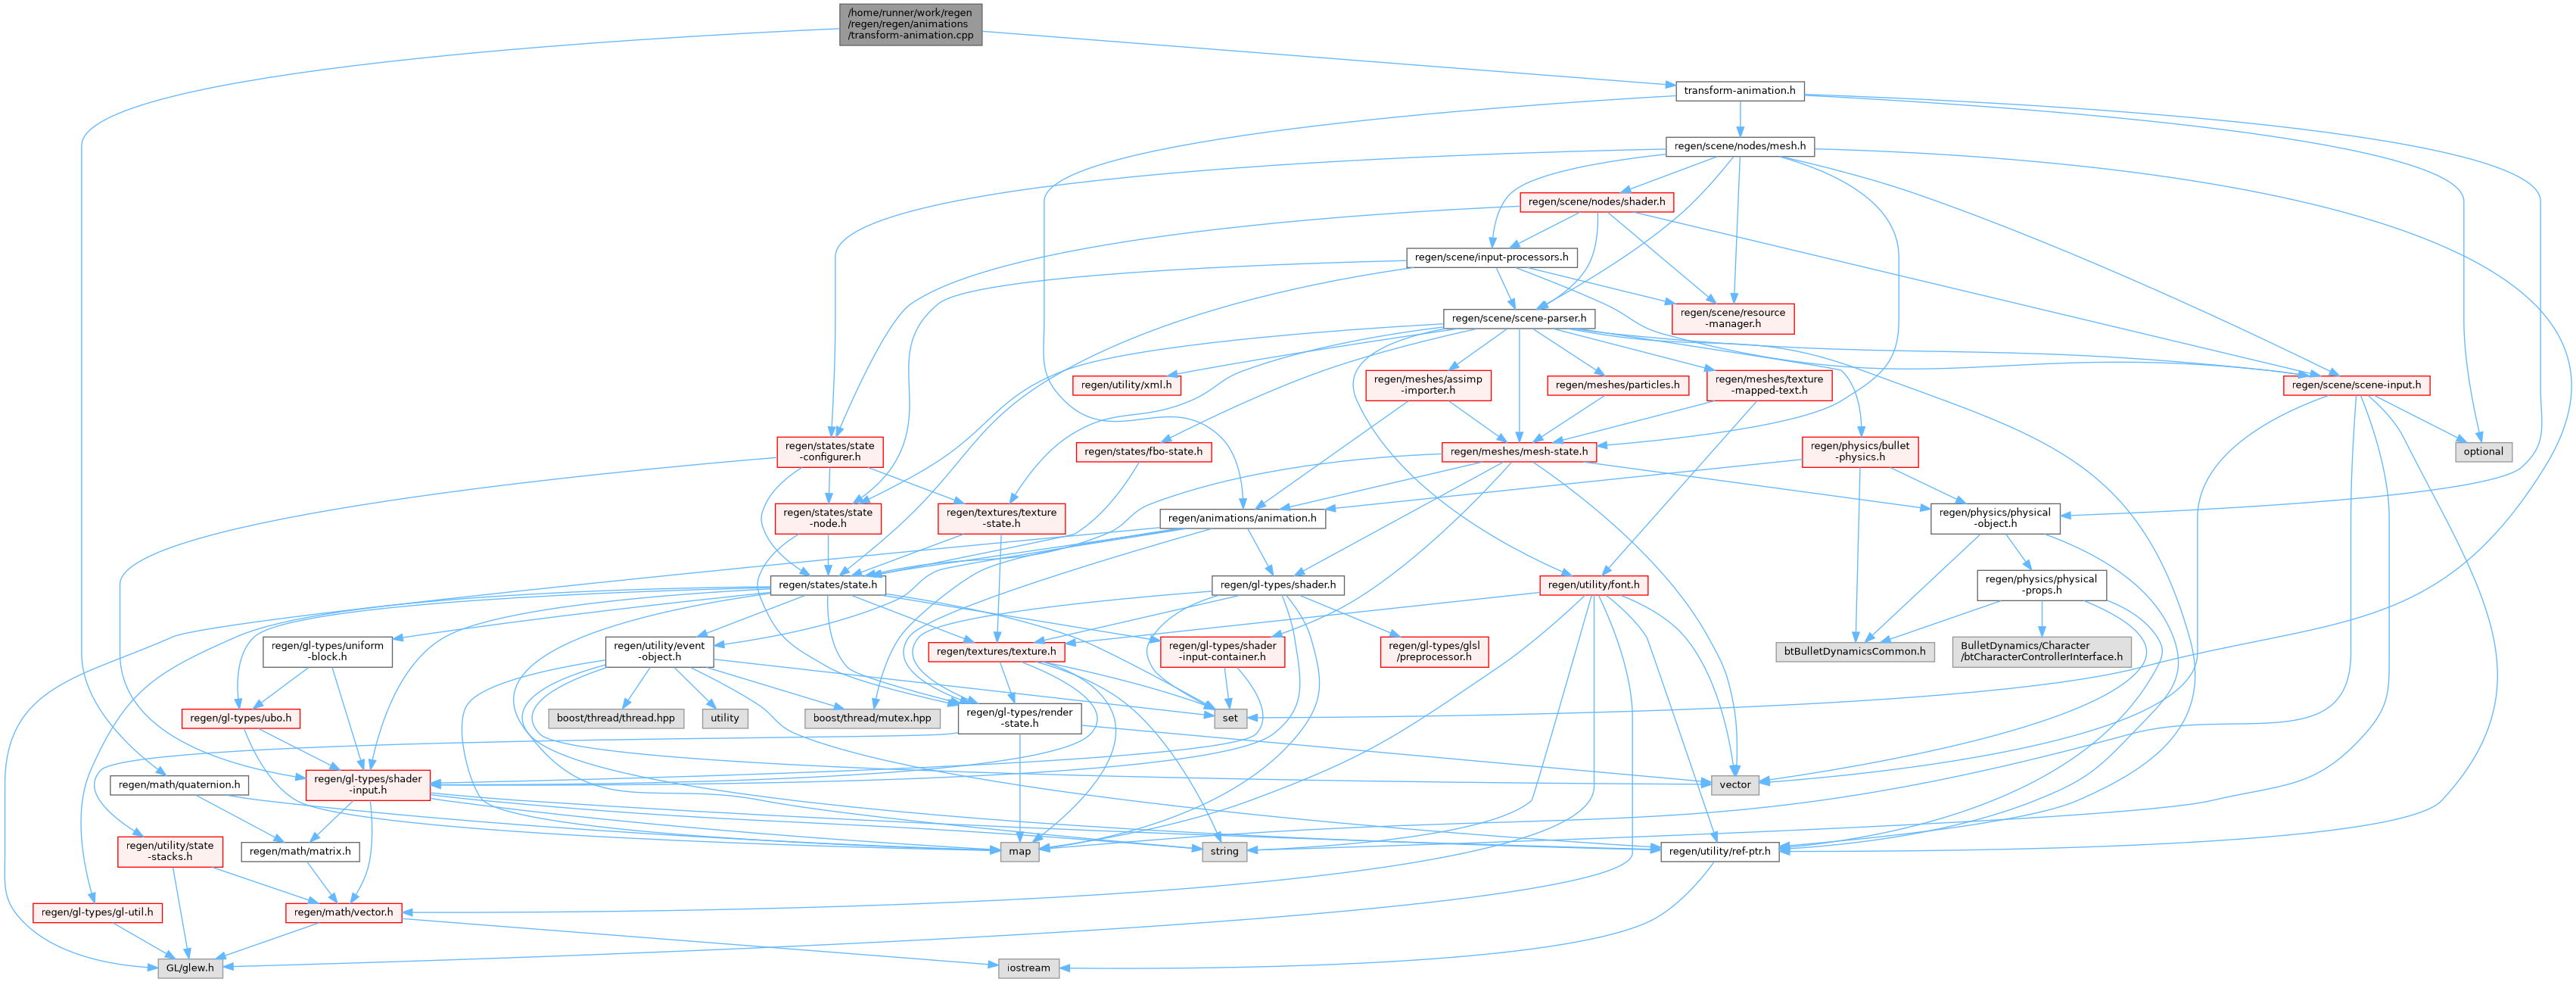 /home/runner/work/regen
/regen/regen/animations
/transform-animation.cpp
transform-animation.h
regen/scene/nodes/mesh.h
regen/scene/nodes/shader.h
regen/scene/input-processors.h
regen/scene/scene-parser.h
regen/scene/resource
-manager.h
regen/utility/xml.h
regen/meshes/assimp
-importer.h
regen/meshes/particles.h
regen/meshes/texture
-mapped-text.h
regen/scene/scene-input.h
regen/states/state
-configurer.h
regen/states/fbo-state.h
regen/meshes/mesh-state.h
regen/physics/bullet
-physics.h
optional
regen/states/state
-node.h
regen/textures/texture
-state.h
regen/animations/animation.h
regen/physics/physical
-object.h
regen/states/state.h
regen/gl-types/shader.h
regen/utility/font.h
regen/physics/physical
-props.h
regen/gl-types/uniform
-block.h
regen/utility/event
-object.h
regen/textures/texture.h
regen/gl-types/shader
-input-container.h
regen/gl-types/glsl
/preprocessor.h
btBulletDynamicsCommon.h
BulletDynamics/Character
/btCharacterControllerInterface.h
regen/gl-types/ubo.h
boost/thread/thread.hpp
utility
boost/thread/mutex.hpp
regen/gl-types/render
-state.h
set
regen/math/quaternion.h
regen/gl-types/shader
-input.h
vector
regen/utility/state
-stacks.h
regen/math/matrix.h
map
string
regen/utility/ref-ptr.h
regen/gl-types/gl-util.h
regen/math/vector.h
GL/glew.h
iostream